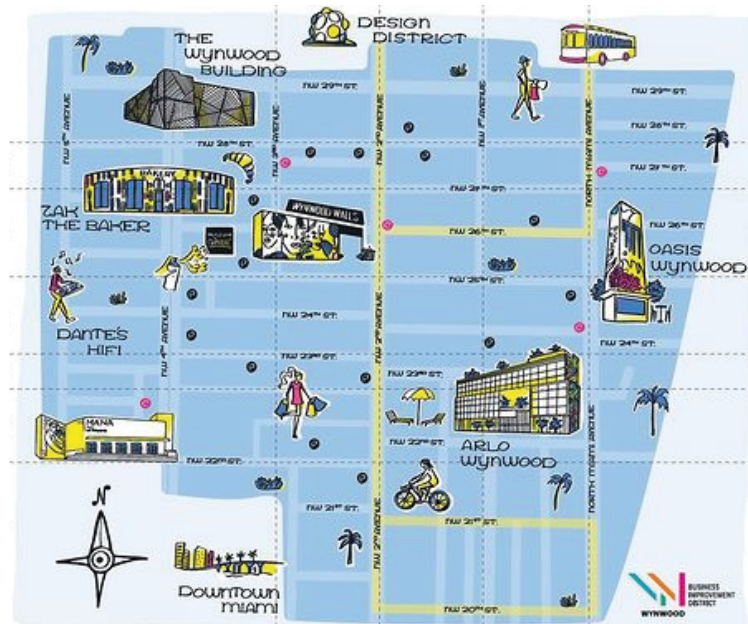 DESIGN
DISTRICT
THE
WYNWOOD
BUILDING
NW 29TH ST.
NW 29TH ST.
NW 5TH AVENUE
NW 3RD AVENUE
NW 2ND AVENUE
NW 1ST AVENUE
NORTH MIAMI AVENUE
NW 28TH ST.
NW 28TH ST.
BAKERY
NW 27TH ST.
NW 27TH ST.
ZAK
THE BAKER
WYNWOOD WALLS
NW 26TH ST.
NW 26TH ST.
OASIS
WYNWOOD
NW 25TH ST.
DANTE'S
HIFI
NW 4TH AVENUE
NW 24TH ST.
NW 2ND AVENUE
NW 24TH ST.
NW 23RD ST.
NW 23RD ST.
MANA
NW 22ND ST.
NW 22ND ST.
ARLO
WYNWOOD
NORTH MIAMI AVENUE
N
NW 21ST ST.
NW 2ND AVENUE
NW 21ST ST.
DOWNTOWN
MIAMI
NW 20TH ST.
WYNWOOD
BUSINESS
IMPROVEMENT
DISTRICT